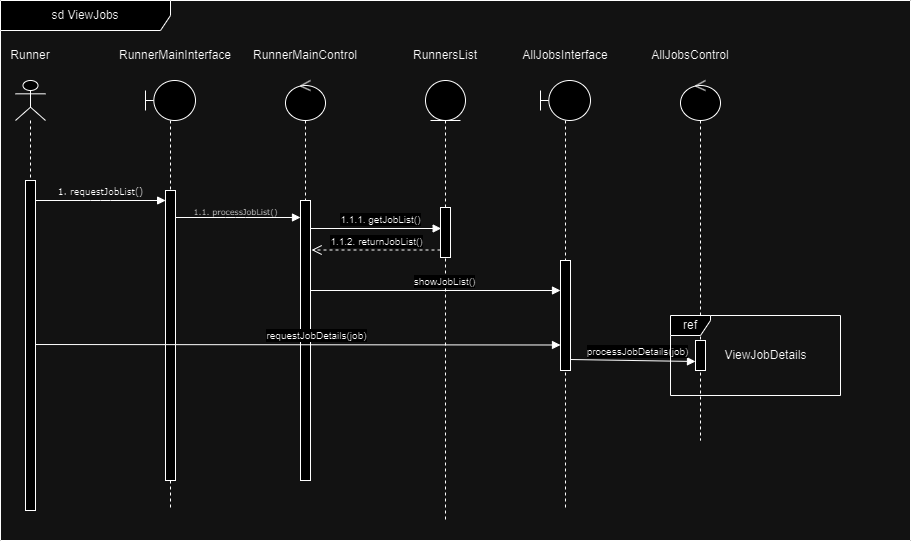 sd ViewJobs
Runner
RunnerMainInterface
RunnerMainControl
RunnersList
AllJobsInterface
AllJobsControl
1. requestJobList()
1.1. processJobList()
1.1.1. getJobList()
1.1.2. returnJobList()
showJobList()
ref
requestJobDetails(job)
processJobDetails(job)
ViewJobDetails